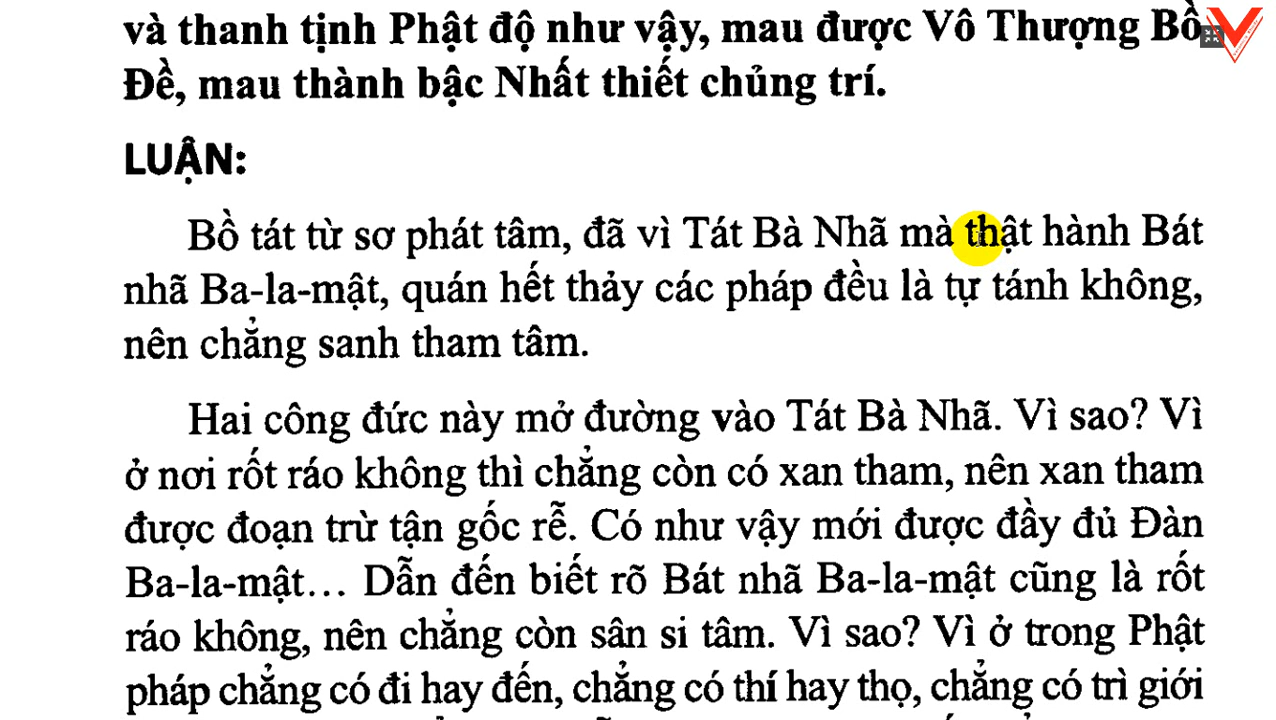 và thanh tịnh Phật độ như vậy, mau được Vô Thượng Bồ
Đề, mau thành bậc Nhất thiết chủng trí.
LUẬN:
Bồ tát từ sơ phát tâm, đã vì Tát Bà Nhã mà thật hành Bát
nhã Ba-la-mật, quán hết thảy các pháp đều là tự tánh không,
nên chẳng sanh tham tâm.
Hai công đức này mở đường vào Tát Bà Nhã. Vì sao? Vì
ở nơi rốt ráo không thì chẳng còn có xan tham, nên xan tham
được đoạn trừ tận gốc rễ. Có như vậy mới được đầy đủ Đàn
Ba-la-mật... Dẫn đến biết rõ Bát nhã Ba-la-mật cũng là rốt
ráo không, nên chẳng còn sân si tâm. Vì sao? Vì ở trong Phật
pháp chẳng có đi hay đến, chẳng có thí hay thọ, chẳng có trì giới